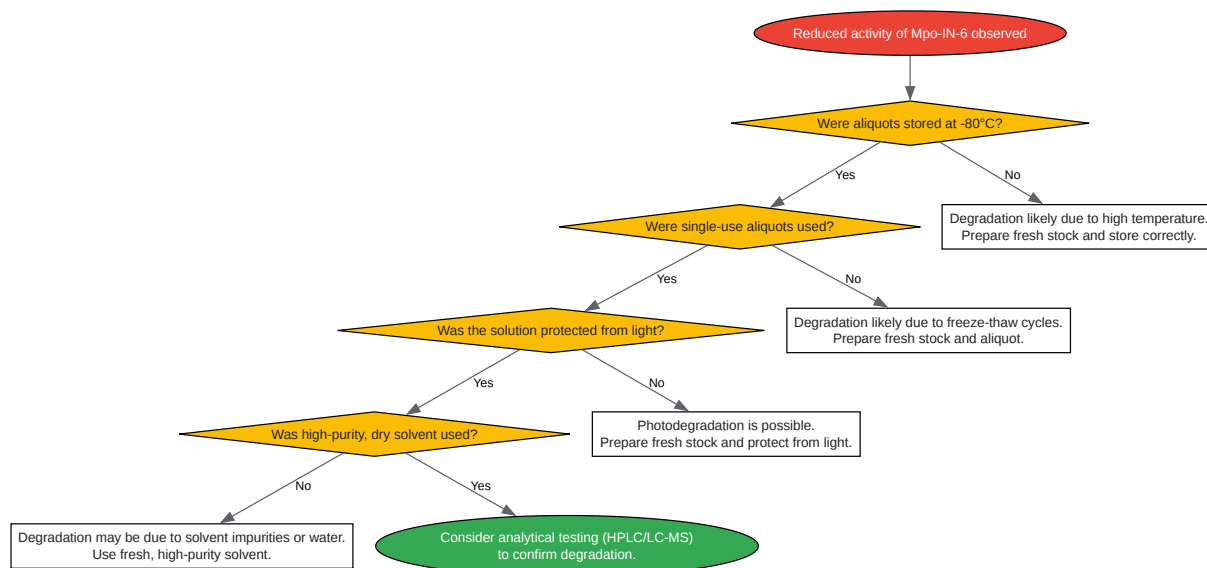 Reduced activity of Mpo-IN-6 observed
Were aliquots stored at -80°C?
Yes
No
Were single-use aliquots used?
Degradation likely due to high temperature.
Prepare fresh stock and store correctly.
Yes
No
Was the solution protected from light?
Degradation likely due to freeze-thaw cycles.
Prepare fresh stock and aliquot.
Yes
No
Was high-purity, dry solvent used?
Photodegradation is possible.
Prepare fresh stock and protect from light.
No
Yes
Degradation may be due to solvent impurities or water.
Use fresh, high-purity solvent.
Consider analytical testing (HPLC/LC-MS)
to confirm degradation.